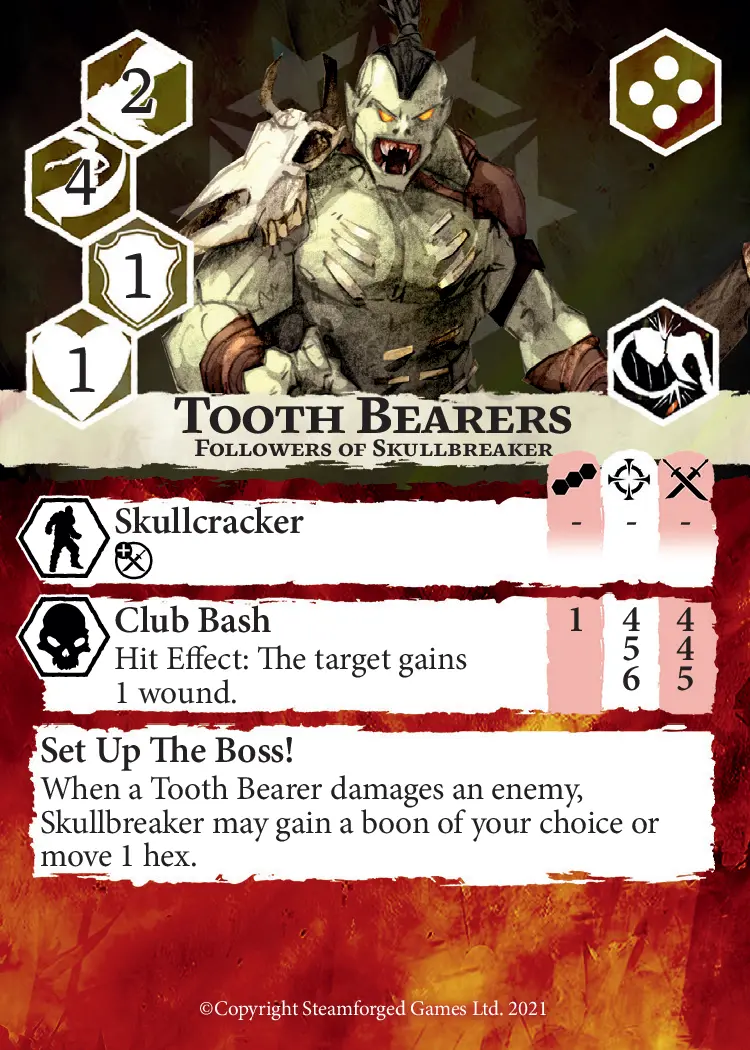 2
4
1
1
Tooth Bearers
Followers of Skullbreaker
Skullcracker
- - -
Club Bash
Hit Effect: The target gains
1 wound.
1 4 4
5 4
6 5
Set Up The Boss!
When a Tooth Bearer damages an enemy,
Skullbreaker may gain a boon of your choice or
move 1 hex.
©Copyright Steamforged Games Ltd. 2021